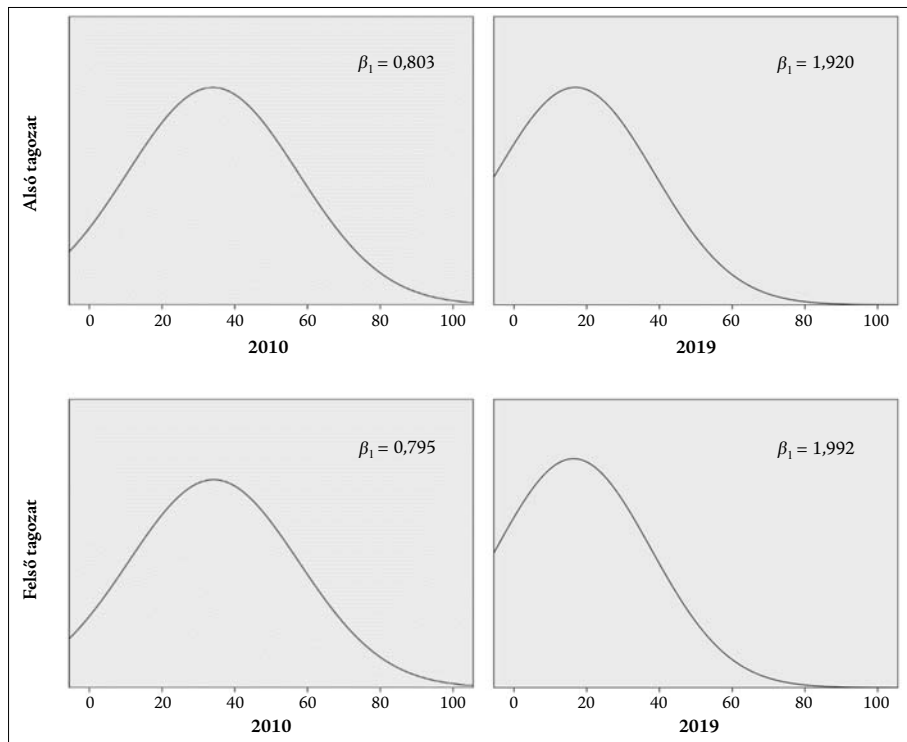 Alsó tagozat
β₁ = 0,803
0 20 40 60 80 100
2010
β₁ = 1,920
0 20 40 60 80 100
2019
Felső tagozat
β₁ = 0,795
0 20 40 60 80 100
2010
β₁ = 1,992
0 20 40 60 80 100
2019